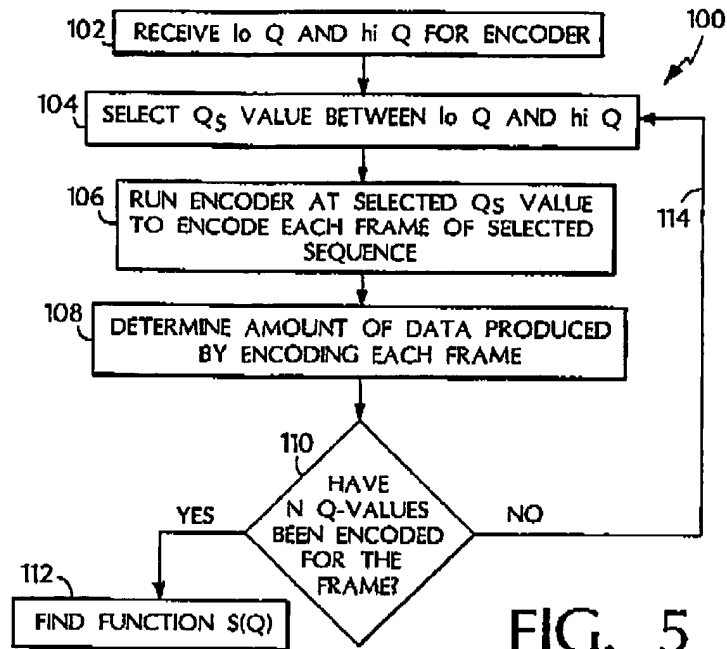 102
RECEIVE lo Q AND hi Q FOR ENCODER
100
104
SELECT QS VALUE BETWEEN lo Q AND hi Q
106
RUN ENCODER AT SELECTED QS VALUE
TO ENCODE EACH FRAME OF SELECTED
SEQUENCE
114
108
DETERMINE AMOUNT OF DATA PRODUCED
BY ENCODING EACH FRAME
110
HAVE
N Q-VALUES
BEEN ENCODED
FOR THE
FRAME?
YES
NO
112
FIND FUNCTION S(Q)
FIG. 5